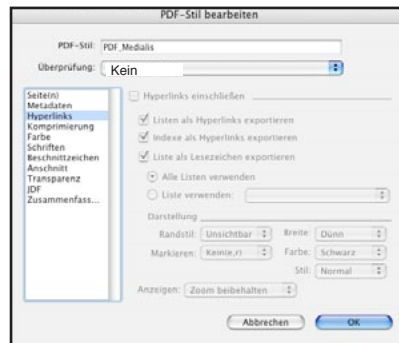 PDF-Stil bearbeiten
PDF-Stil: PDF_Medialis
Überprüfung: Kein
Seite(n)
Metadaten
Hyperlinks
Komprimierung
Farbe
Schriften
Beschnittzeichen
Anschnitt
Transparenz
JDF
Zusammenfass...
Hyperlinks einschließen
Listen als Hyperlinks exportieren
Indexe als Hyperlinks exportieren
Liste als Lesezeichen exportieren
Alle Listen verwenden
Liste verwenden:
Darstellung
Randstil: Unsichtbar Breite: Dünn
Markieren: Keine(,r) Farbe: Schwarz
Stil: Normal
Anzeigen: Zoom beibehalten
Abbrechen OK